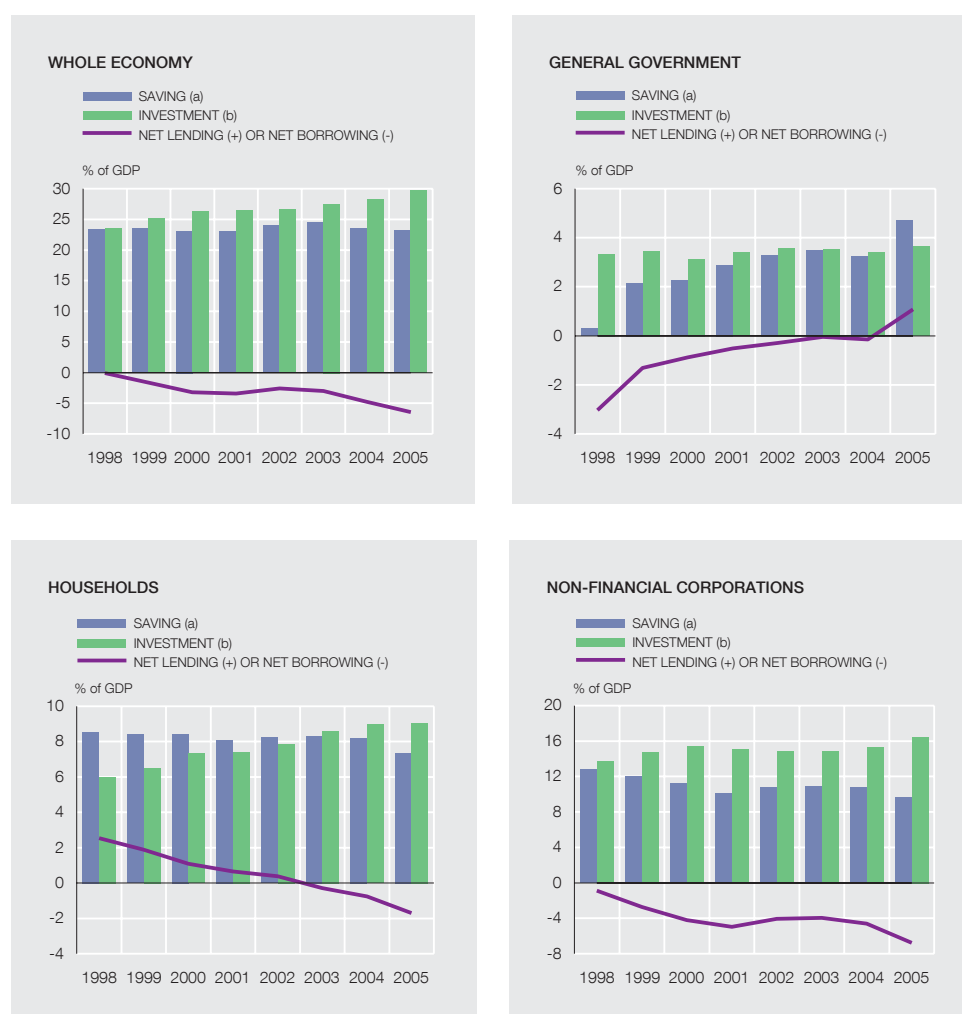 WHOLE ECONOMY
SAVING (a)
INVESTMENT (b)
NET LENDING (+) OR NET BORROWING (-)
% of GDP
30
25
20
15
10
5
0
-5
-10
1998 1999 2000 2001 2002 2003 2004 2005
GENERAL GOVERNMENT
SAVING (a)
INVESTMENT (b)
NET LENDING (+) OR NET BORROWING (-)
% of GDP
6
4
2
0
-2
-4
1998 1999 2000 2001 2002 2003 2004 2005
HOUSEHOLDS
SAVING (a)
INVESTMENT (b)
NET LENDING (+) OR NET BORROWING (-)
% of GDP
10
8
6
4
2
0
-2
-4
1998 1999 2000 2001 2002 2003 2004 2005
NON-FINANCIAL CORPORATIONS
SAVING (a)
INVESTMENT (b)
NET LENDING (+) OR NET BORROWING (-)
% of GDP
20
16
12
8
4
0
-4
-8
1998 1999 2000 2001 2002 2003 2004 2005